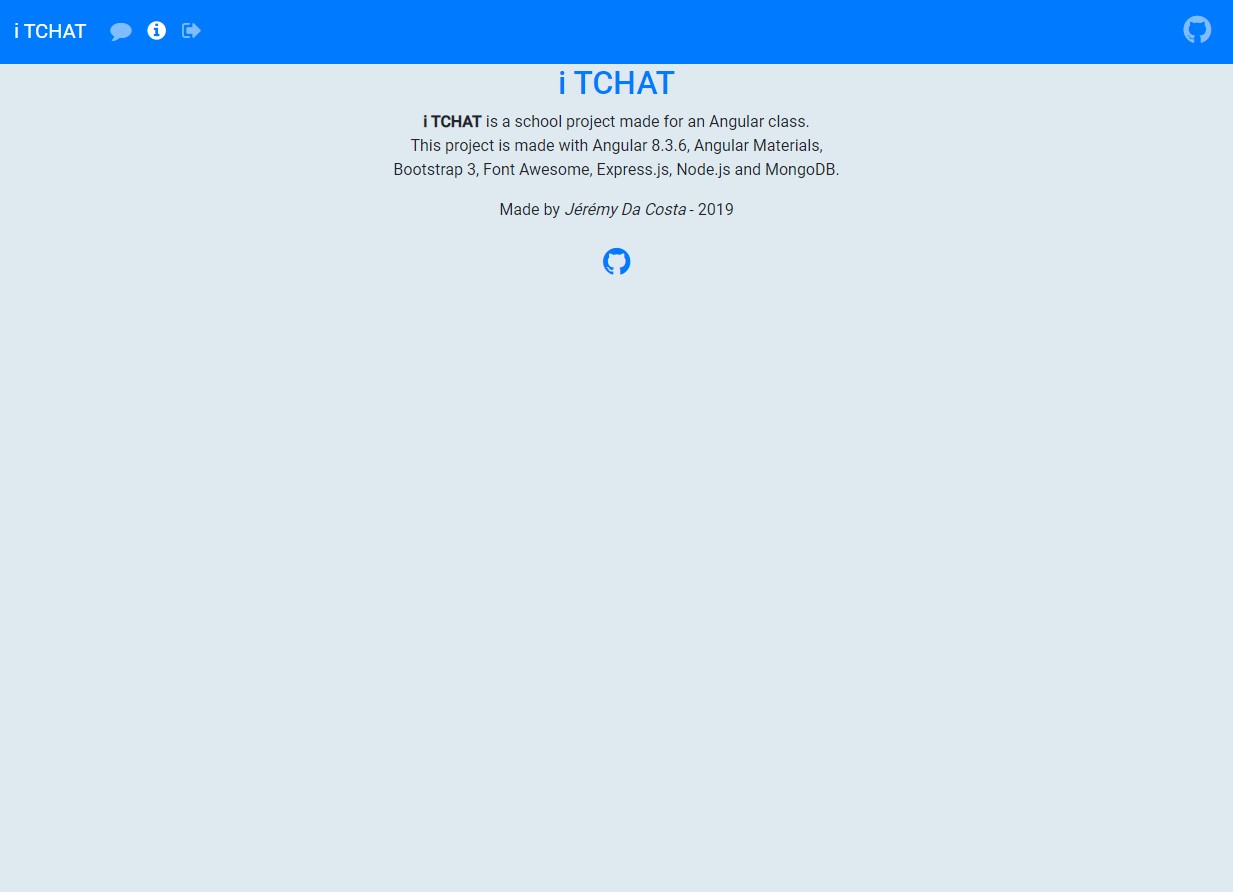 i TCHAT
i TCHAT
i TCHAT is a school project made for an Angular class.
This project is made with Angular 8.3.6, Angular Materials,
Bootstrap 3, Font Awesome, Express.js, Node.js and MongoDB.
Made by Jérémy Da Costa - 2019